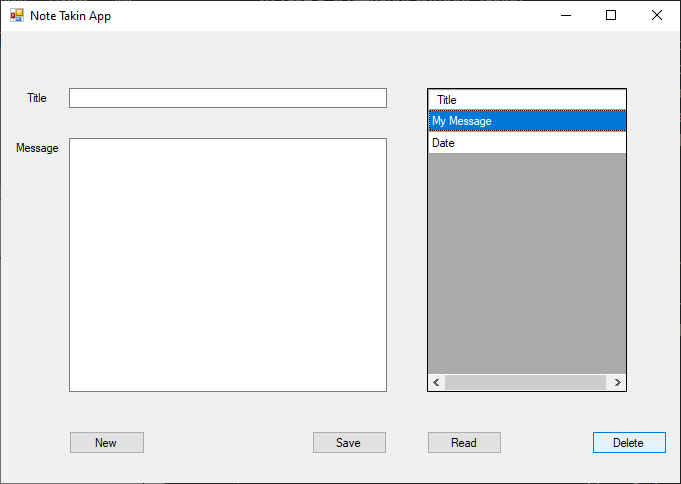 Note Takin App
Title
Title
My Message
Message
Date
New
Save
Read
Delete